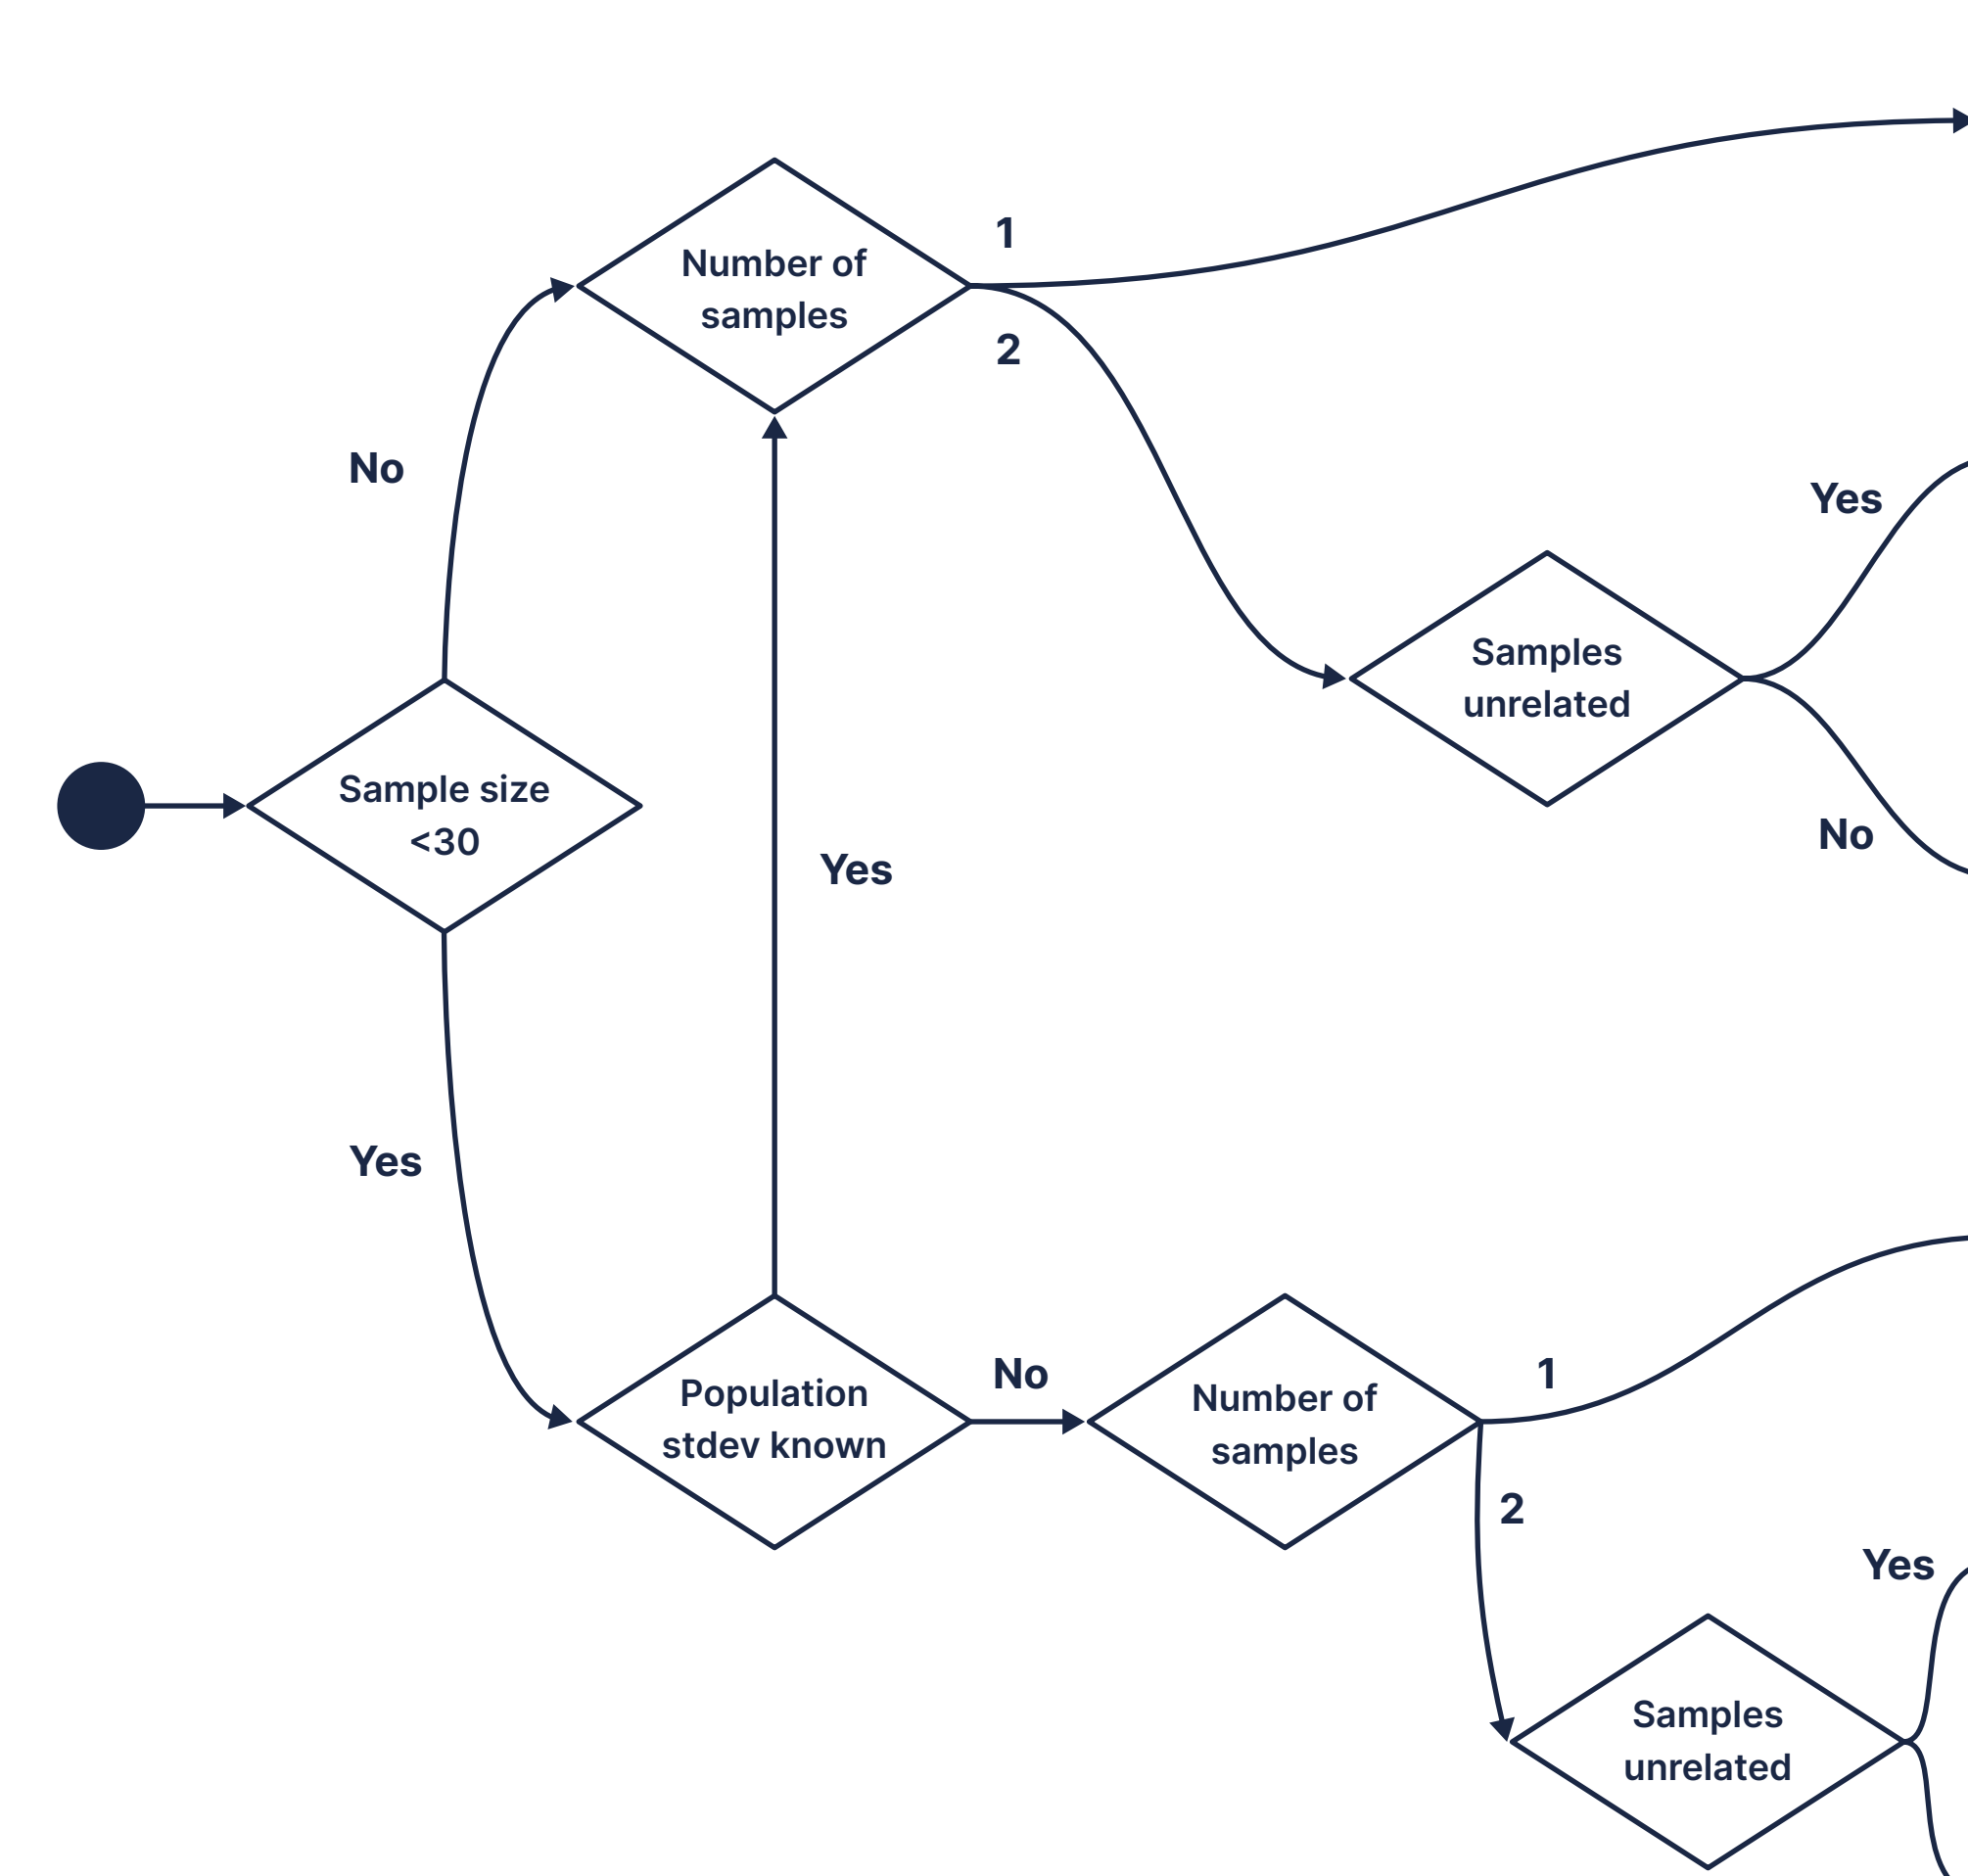 1
Number of
samples
2
No
Yes
Samples
unrelated
No
Sample size
<30
Yes
Yes
Population
stdev known
No
Number of
samples
1
2
Yes
Samples
unrelated